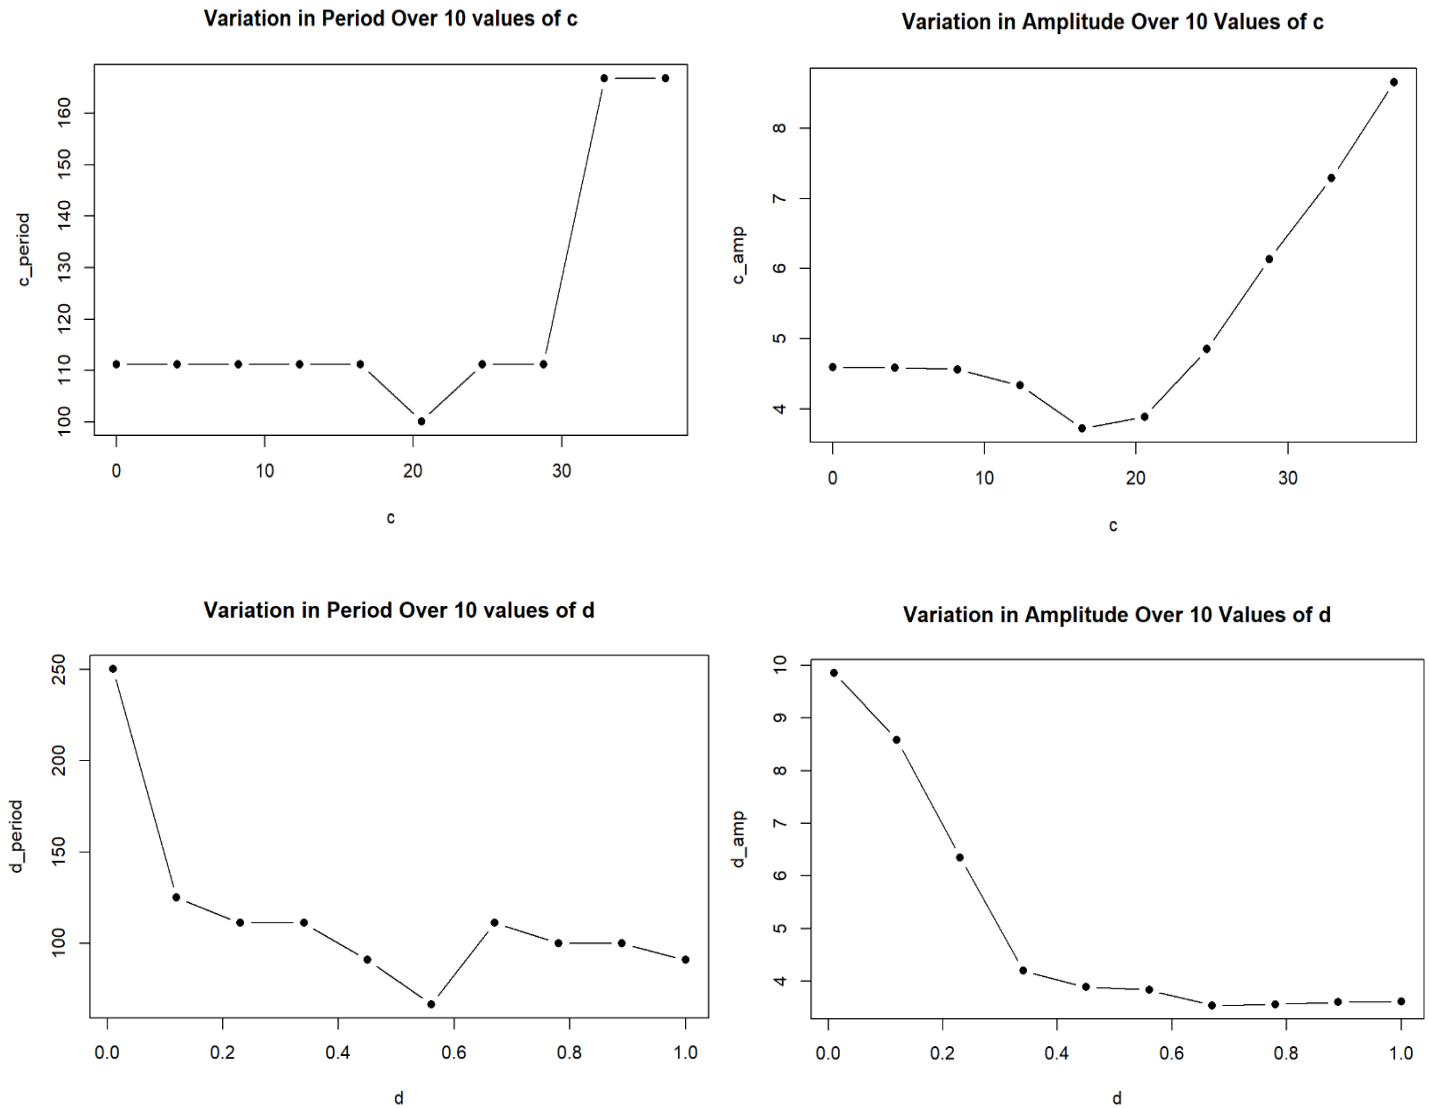 Variation in Period Over 10 values of c
c_period
100 110 120 130 140 150 160
0 10 20 30
c
Variation in Amplitude Over 10 Values of c
c_amp
4 5 6 7 8
0 10 20 30
c
Variation in Period Over 10 values of d
d_period
100 150 200 250
0.0 0.2 0.4 0.6 0.8 1.0
d
Variation in Amplitude Over 10 Values of d
d_amp
4 5 6 7 8 9 10
0.0 0.2 0.4 0.6 0.8 1.0
d